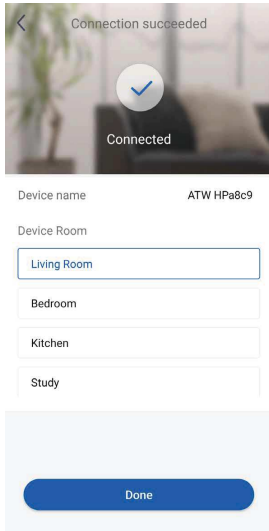 Connection succeeded
Connected
Device name ATW HPa8c9
Device Room
Living Room
Bedroom
Kitchen
Study
Done